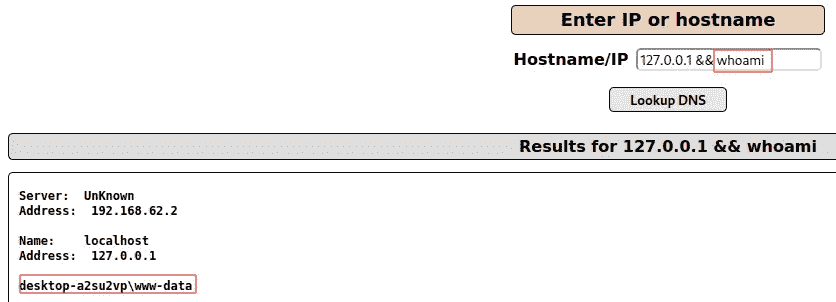 Enter IP or hostname
Hostname/IP 127.0.0.1 && whoami
Lookup DNS
Results for 127.0.0.1 && whoami
Server: UnKnown
Address: 192.168.62.2
Name: localhost
Address: 127.0.0.1
desktop-a2su2vp\www-data